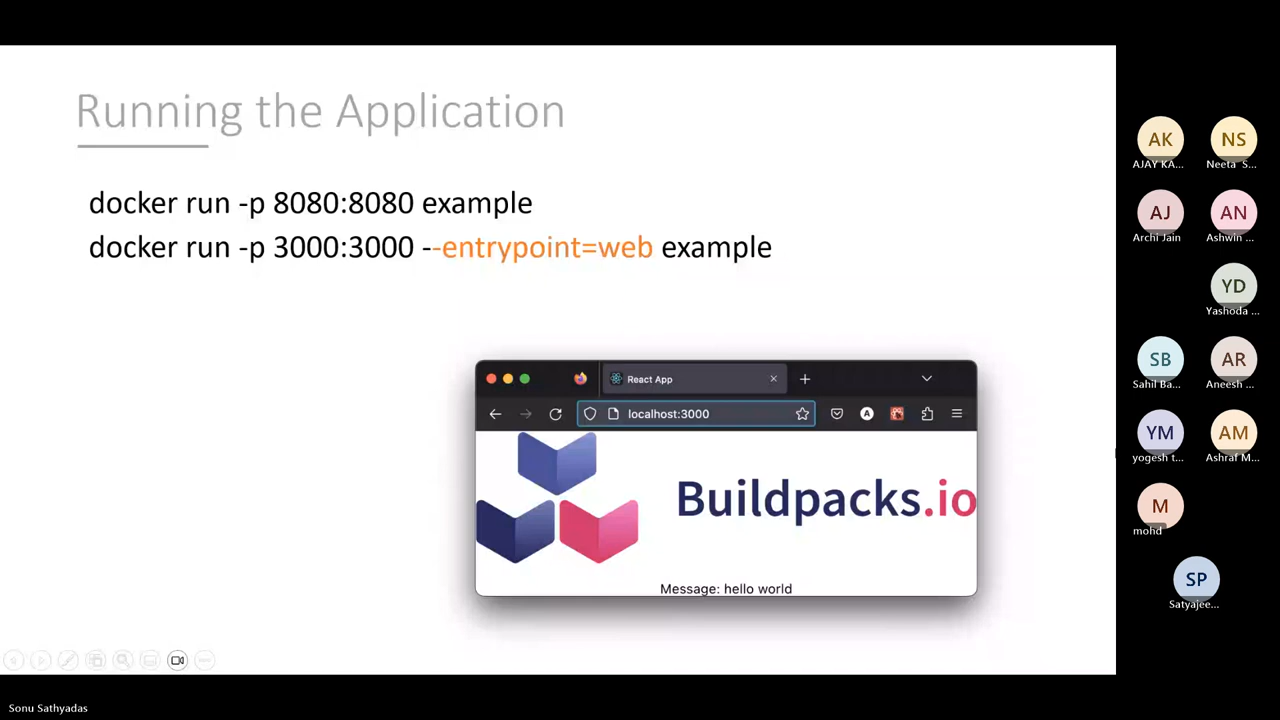 Running the Application
docker run -p 8080:8080 example
docker run -p 3000:3000 --entrypoint=web example
React App
localhost:3000
A
Buildpacks.io
Message: hello world
AK
AJAY KA...
NS
Neeta S...
AJ
Archi Jain
AN
Ashwin ...
YD
Yashoda ...
SB
Sahil Ba...
AR
Aneesh ...
YM
yogesh t...
AM
Ashraf M...
M
mohd
SP
Satyajee...
Sonu Sathyadas